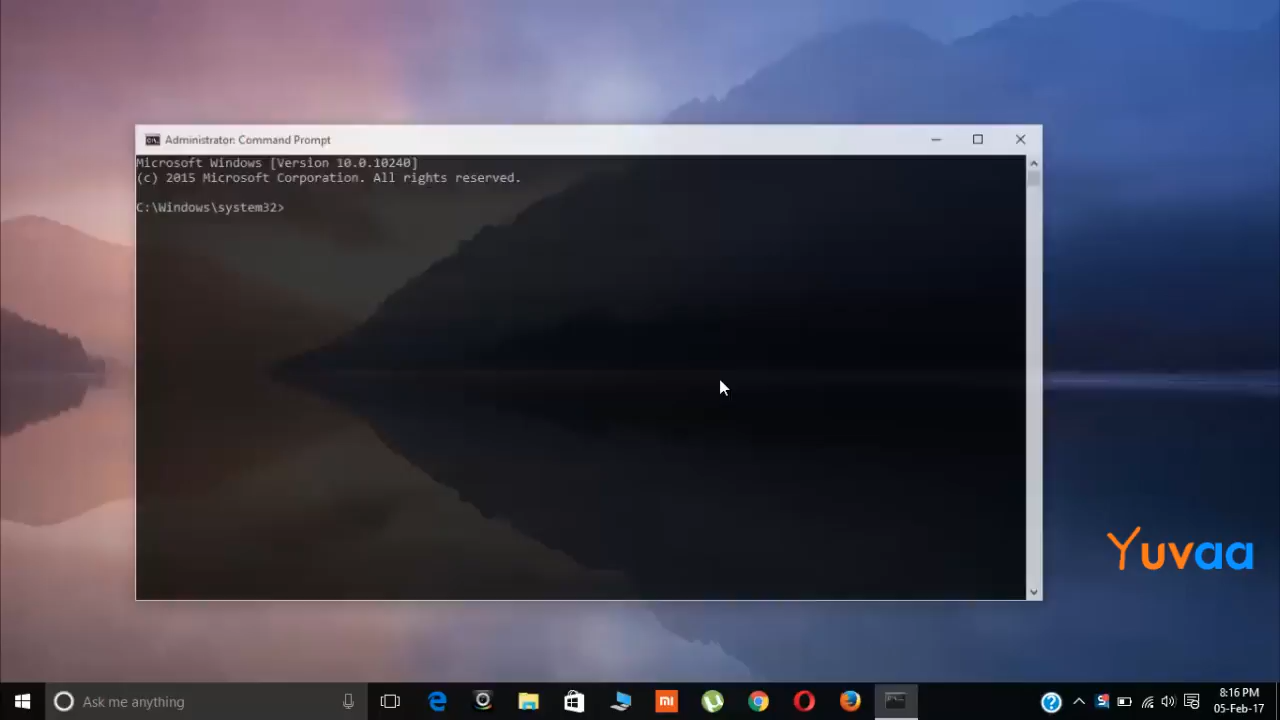 Administrator: Command Prompt
Microsoft Windows [Version 10.0.10240]
(c) 2015 Microsoft Corporation. All rights reserved.
C:\Windows\system32>
Yuvaa
Ask me anything
mi
8:16 PM
05-Feb-17